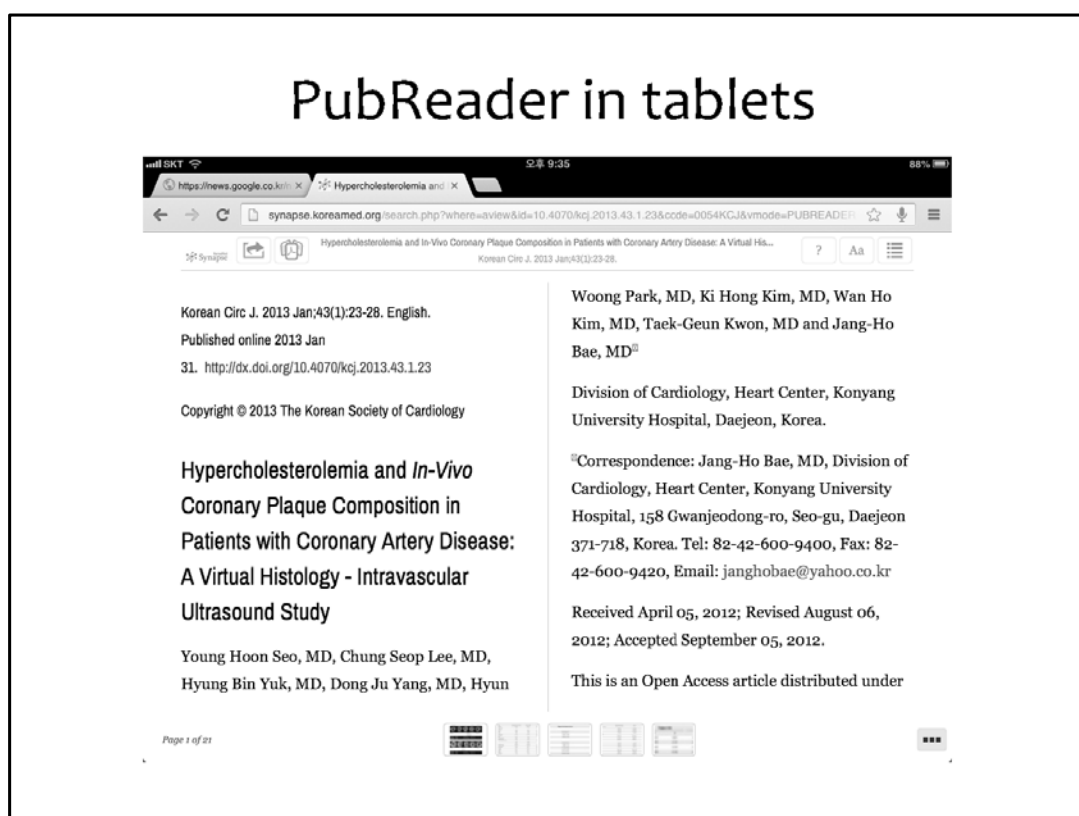 PubReader in tablets
SKT
오후 9:35
88%
https://news.google.co.kr/n
Hypercholesterolemia and
synapse.koreamed.org/search.php?where=aview&id=10.4070/kcj.2013.43.1.23&code=0054KCJ&vmode=PUBREADER
Synapse
Hypercholesterolemia and In-Vivo Coronary Plaque Composition in Patients with Coronary Artery Disease: A Virtual His...
Korean Circ J. 2013 Jan;43(1):23-28.
?
Aa
Korean Circ J. 2013 Jan;43(1):23-28. English.
Published online 2013 Jan
31. http://dx.doi.org/10.4070/kcj.2013.43.1.23
Copyright © 2013 The Korean Society of Cardiology
Hypercholesterolemia and In-Vivo
Coronary Plaque Composition in
Patients with Coronary Artery Disease:
A Virtual Histology - Intravascular
Ultrasound Study
Young Hoon Seo, MD, Chung Seop Lee, MD,
Hyung Bin Yuk, MD, Dong Ju Yang, MD, Hyun
Woong Park, MD, Ki Hong Kim, MD, Wan Ho
Kim, MD, Taek-Geun Kwon, MD and Jang-Ho
Bae, MD
Division of Cardiology, Heart Center, Konyang
University Hospital, Daejeon, Korea.
Correspondence: Jang-Ho Bae, MD, Division of
Cardiology, Heart Center, Konyang University
Hospital, 158 Gwanjeodong-ro, Seo-gu, Daejeon
371-718, Korea. Tel: 82-42-600-9400, Fax: 82-
42-600-9420, Email: janghobae@yahoo.co.kr
Received April 05, 2012; Revised August 06,
2012; Accepted September 05, 2012.
This is an Open Access article distributed under
Page 1 of 21